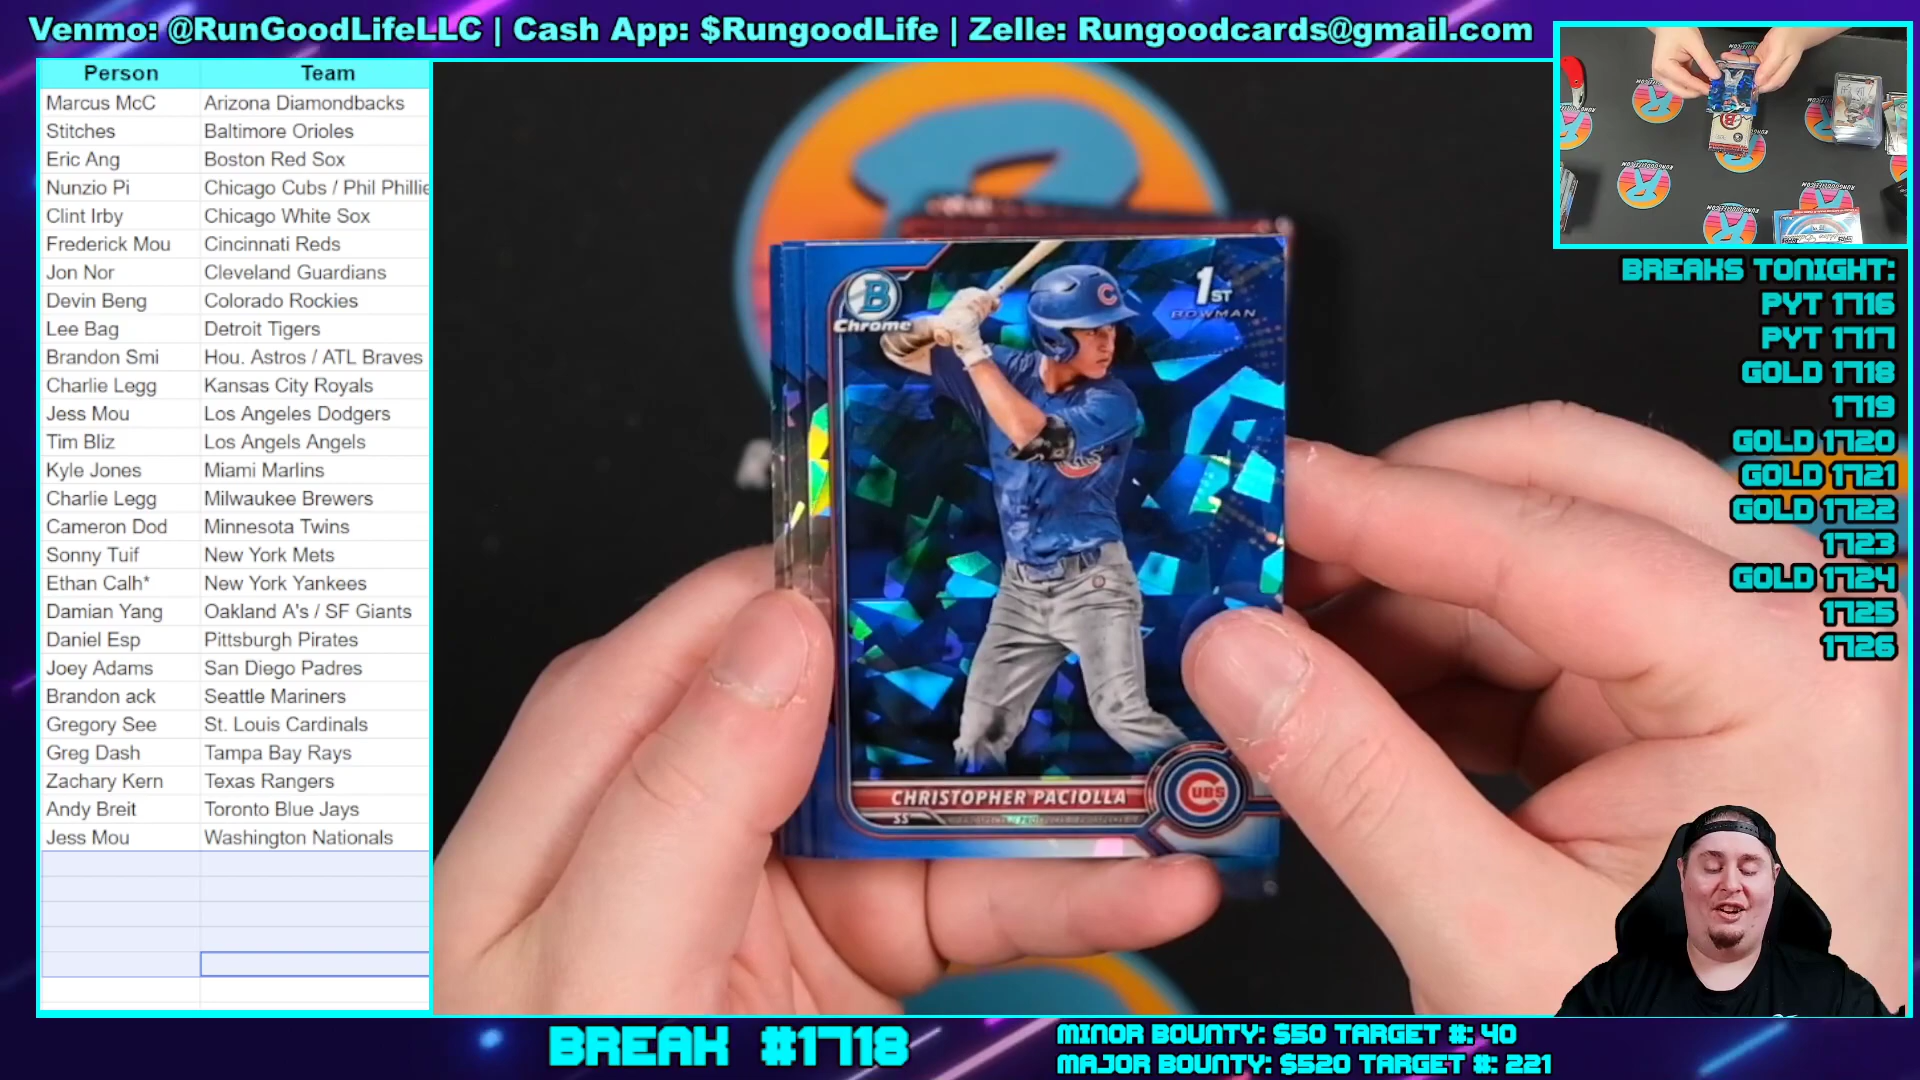 Venmo: @RunGoodLifeLLC | Cash App: $RungoodLife | Zelle: Rungoodcards@gmail.com
Person Team
Marcus McC Arizona Diamondbacks
Stitches Baltimore Orioles
Eric Ang Boston Red Sox
Nunzio Pi Chicago Cubs / Phil Phillie
Clint Irby Chicago White Sox
Frederick Mou Cincinnati Reds
Jon Nor Cleveland Guardians
Devin Beng Colorado Rockies
Lee Bag Detroit Tigers
Brandon Smi Hou. Astros / ATL Braves
Charlie Legg Kansas City Royals
Jess Mou Los Angeles Dodgers
Tim Bliz Los Angels Angels
Kyle Jones Miami Marlins
Charlie Legg Milwaukee Brewers
Cameron Dod Minnesota Twins
Sonny Tuif New York Mets
Ethan Calh* New York Yankees
Damian Yang Oakland A's / SF Giants
Daniel Esp Pittsburgh Pirates
Joey Adams San Diego Padres
Brandon ack Seattle Mariners
Gregory See St. Louis Cardinals
Greg Dash Tampa Bay Rays
Zachary Kern Texas Rangers
Andy Breit Toronto Blue Jays
Jess Mou Washington Nationals
B
Chrome
1ST
BOWMAN
C
CHRISTOPHER PACIOLLA
SS
CUBS
BREAKS TONIGHT:
PYT 1716
PYT 1717
GOLD 1718
1719
GOLD 1720
GOLD 1721
GOLD 1722
1723
GOLD 1724
1725
1726
BREAK #1718
MINOR BOUNTY: $50 TARGET #: 40
MAJOR BOUNTY: $520 TARGET #: 221